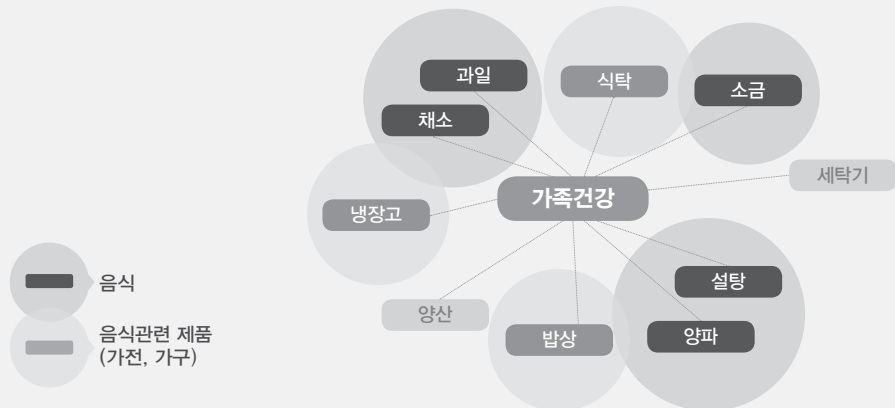 과일
식탁
소금
채소
세탁기
가족건강
냉장고
설탕
음식
양산
밥상
양파
음식관련 제품
(가전, 가구)